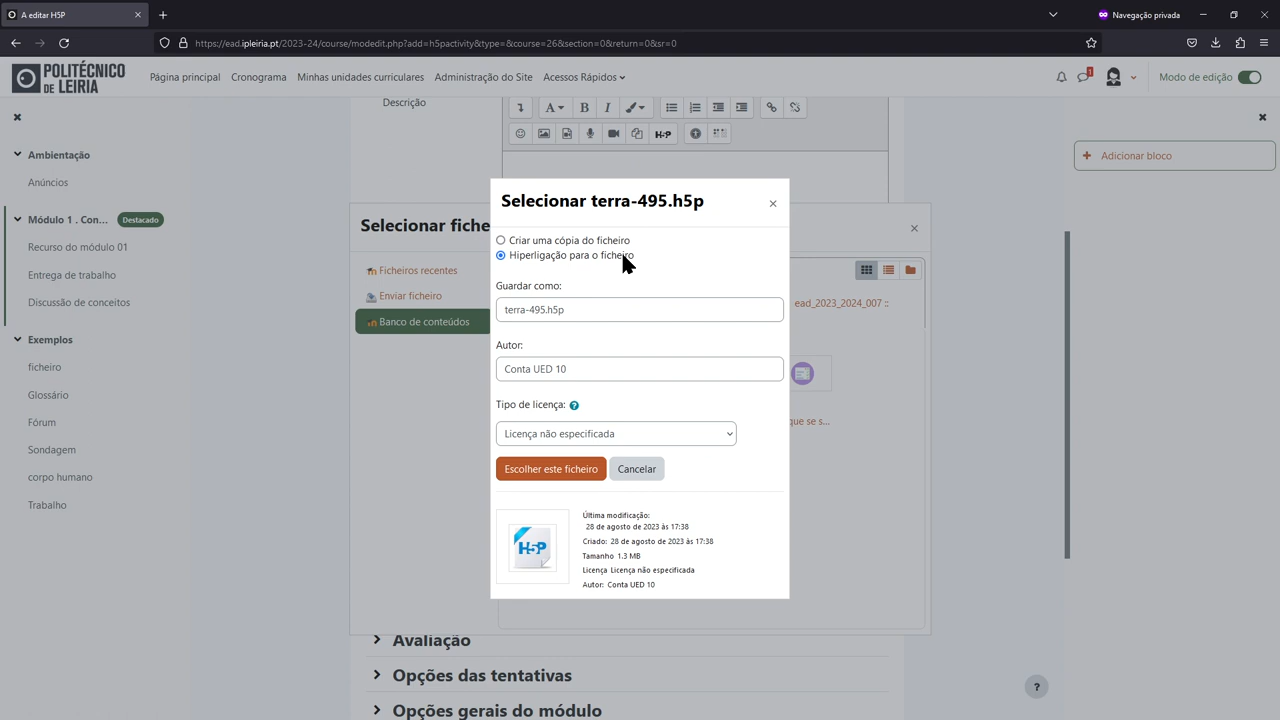 A editar H5P
Navegação privada
https://ead.ipleiria.pt/2023-24/course/modedit.php?add=h5pactivity&type=&course=26&section=0&return=0&sr=0
POLITÉCNICO
DE LEIRIA
Página principal
Cronograma
Minhas unidades curriculares
Administração do Site
Acessos Rápidos
1
Modo de edição
Descrição
A
B
I
H-P
Ambientação
Anúncios
Módulo 1 . Con...
Destacado
Recurso do módulo 01
Entrega de trabalho
Discussão de conceitos
Exemplos
ficheiro
Glossário
Fórum
Sondagem
corpo humano
Trabalho
Adicionar bloco
Selecionar fiche
Ficheiros recentes
Enviar ficheiro
Banco de conteúdos
ead_2023_2024_007 ::
que se s...
Selecionar terra-495.h5p
Criar uma cópia do ficheiro
Hiperligação para o ficheiro
Guardar como:
terra-495.h5p
Autor:
Conta UED 10
Tipo de licença: ?
Licença não especificada
Escolher este ficheiro
Cancelar
H-P
Última modificação:
28 de agosto de 2023 às 17:38
Criado: 28 de agosto de 2023 às 17:38
Tamanho 1.3 MB
Licença Licença não especificada
Autor: Conta UED 10
Avaliação
Opções das tentativas
Opções gerais do módulo
?